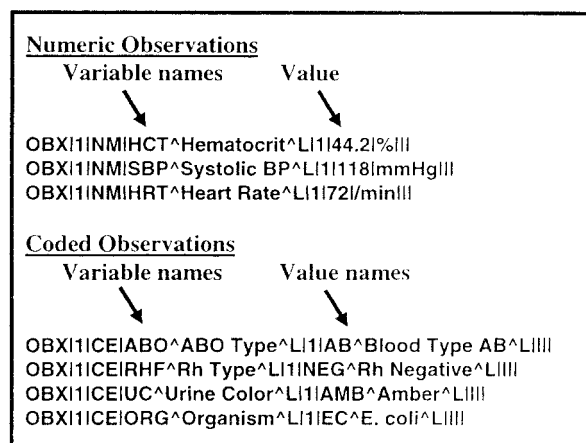 Numeric Observations
Variable names Value
OBX|1|NM|HCT^Hematocrit^L|1|44.2|%|||
OBX|1|NM|SBP^Systolic BP^L|1|118|mmHg|||
OBX|1|NM|HRT^Heart Rate^L|1|72|/min|||
Coded Observations
Variable names Value names
OBX|1|CE|ABO^ABO Type^L|1|AB^Blood Type AB^L||||
OBX|1|CE|RHF^Rh Type^L|1|NEG^Rh Negative^L||||
OBX|1|CE|UC^Urine Color^L|1|AMB^Amber^L||||
OBX|1|CE|ORG^Organism^L|1|EC^E. coli^L||||